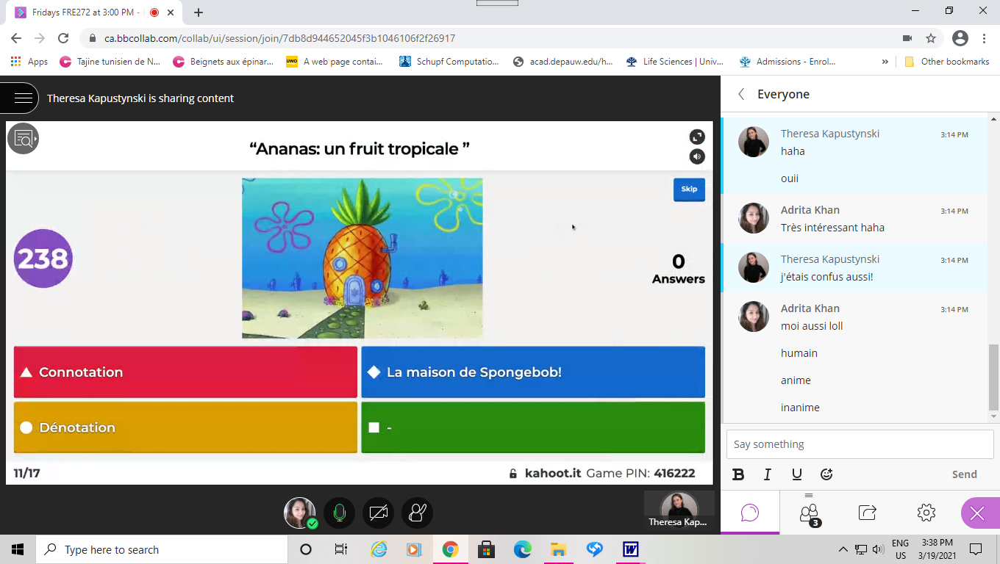 Fridays FRE272 at 3:00 PM -
ca.bbcollab.com/collab/ui/session/join/7db8d944652045f3b1046106f2f26917
Apps
Tajine tunisien de N...
Beignets aux épinar...
UWO
A web page contai...
Schupf Computatio...
acad.depauw.edu/h...
Life Sciences | Univ...
Admissions - Enrol...
»
Other bookmarks
Theresa Kapustynski is sharing content
Everyone
“Ananas: un fruit tropicale ”
Skip
238
0
Answers
Connotation
La maison de Spongebob!
Dénotation
-
11/17
kahoot.it Game PIN: 416222
Theresa Kap...
Theresa Kapustynski 3:14 PM
haha
ouii
Adrita Khan 3:14 PM
Très intéressant haha
Theresa Kapustynski 3:14 PM
j'étais confus aussi!
Adrita Khan 3:14 PM
moi aussi loll
humain
anime
inanime
Say something
B I U
Send
3
Type here to search
W
ENG
US
3:38 PM
3/19/2021